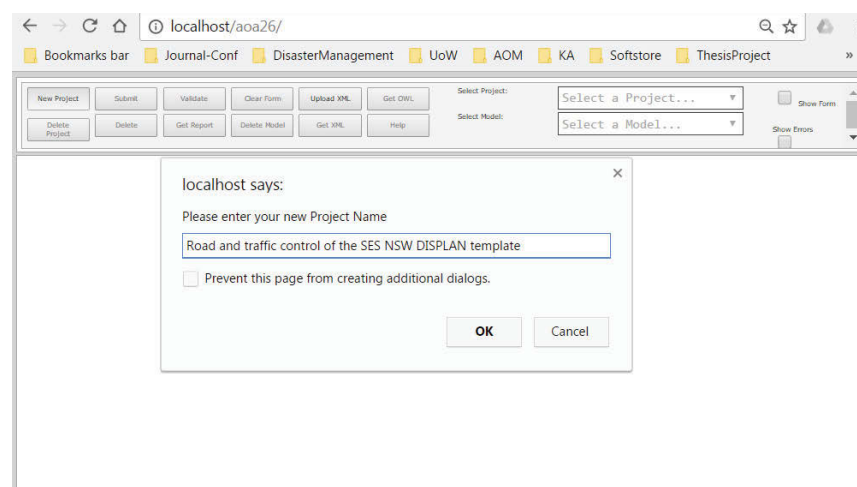 localhost/aoa26/
Bookmarks bar Journal-Conf DisasterManagement UoW AOM KA Softstore ThesisProject »
New Project Submit Validate Clear Form Upload XML Get OWL Select Project: Select a Project... Show Form
Delete Project Delete Get Report Delete Model Get XML Help Select Model: Select a Model... Show Errors
localhost says:
Please enter your new Project Name
Road and traffic control of the SES NSW DISPLAN template
Prevent this page from creating additional dialogs.
OK Cancel